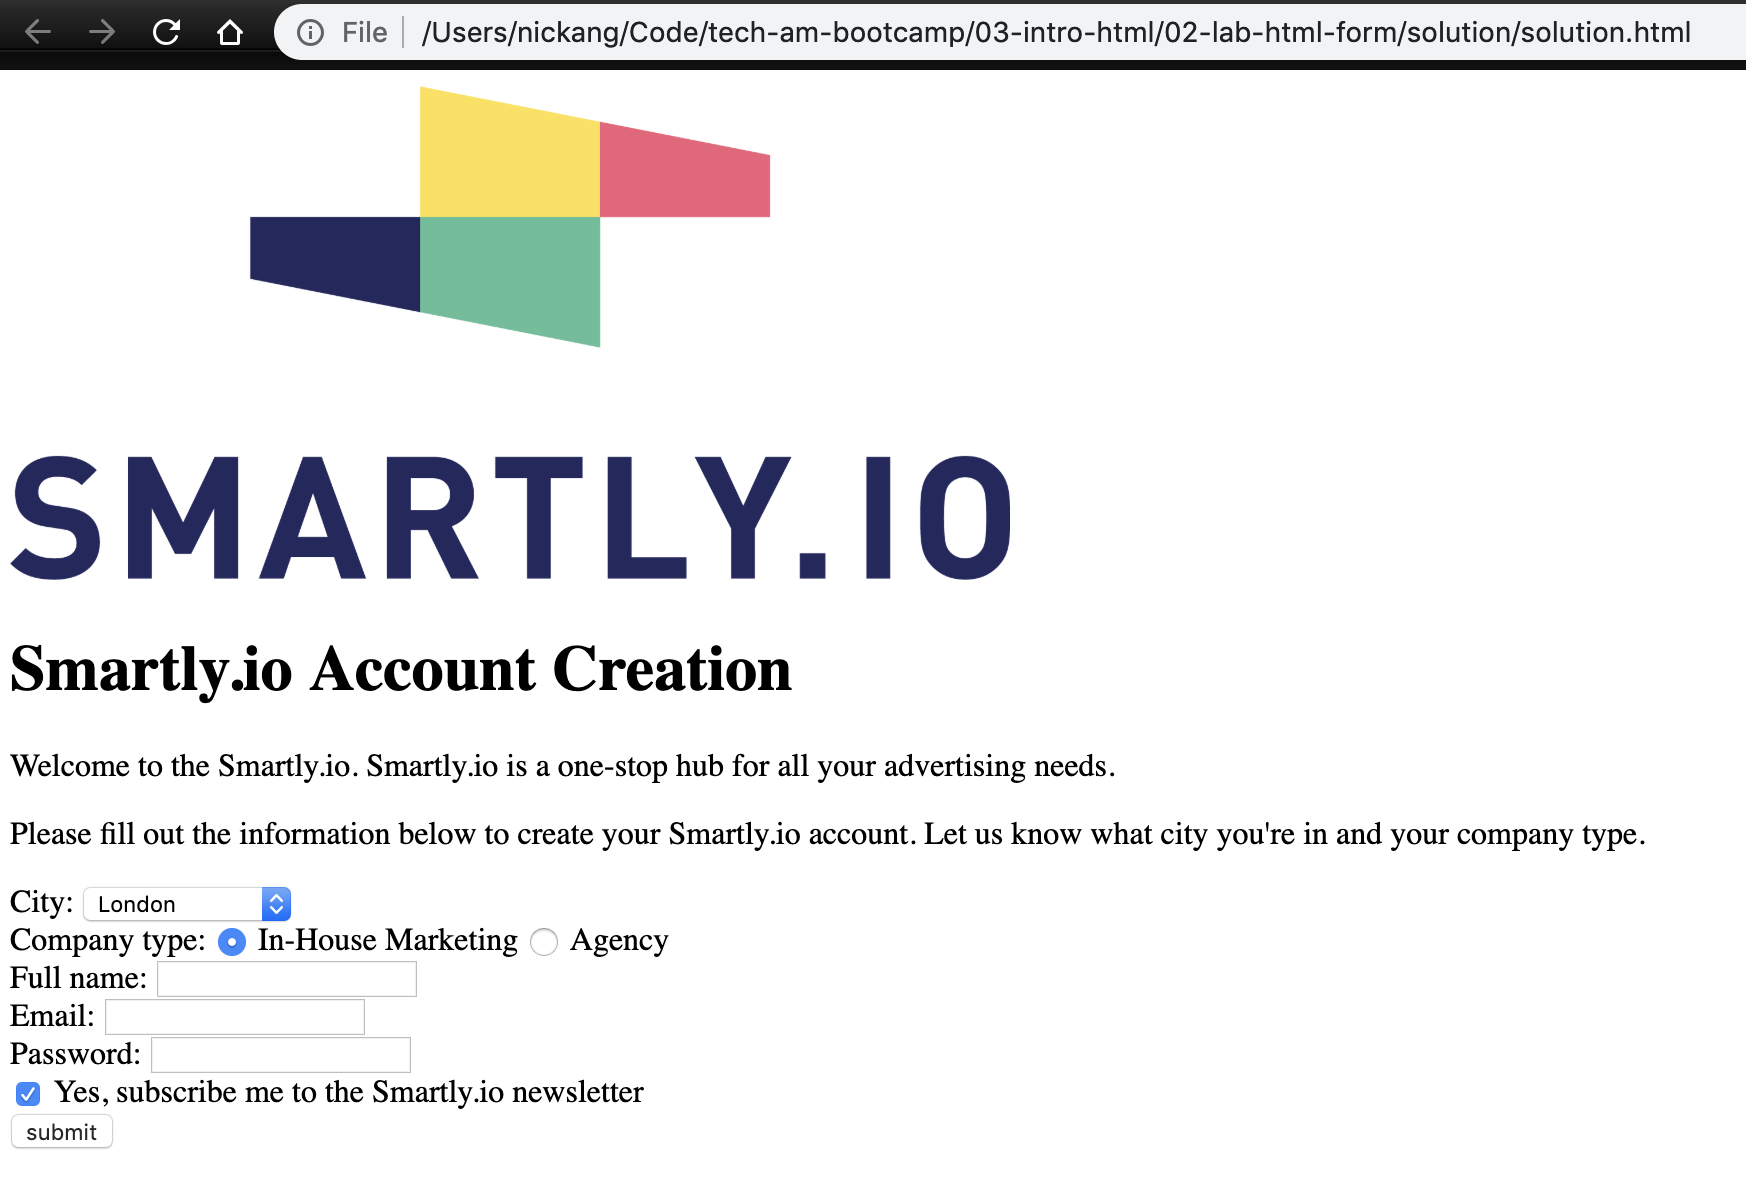 File /Users/nickang/Code/tech-am-bootcamp/03-intro-html/02-lab-html-form/solution/solution.html
SMARTLY.IO
Smartly.io Account Creation
Welcome to the Smartly.io. Smartly.io is a one-stop hub for all your advertising needs.
Please fill out the information below to create your Smartly.io account. Let us know what city you're in and your company type.
City: London
Company type: In-House Marketing Agency
Full name:
Email:
Password:
Yes, subscribe me to the Smartly.io newsletter
submit